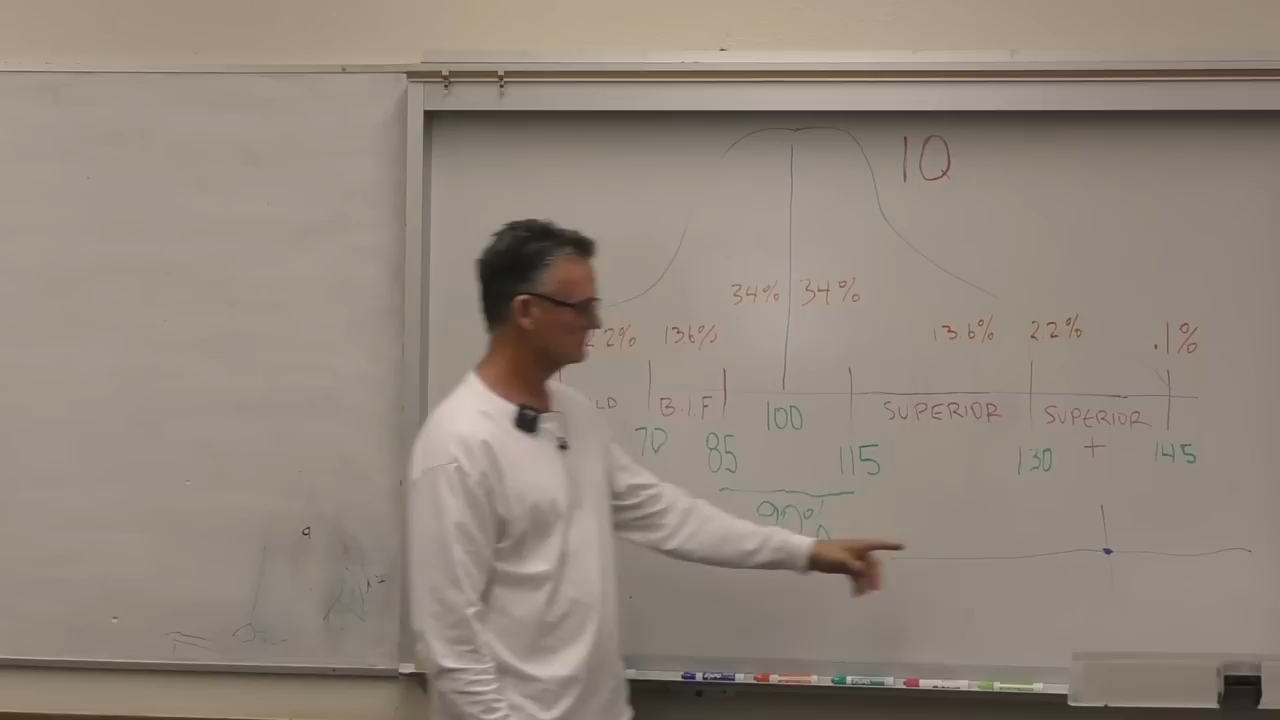 IQ
34% 34%
2.2% 13.6% 13.6% 2.2% .1%
LD B.I.F 100 SUPERIOR SUPERIOR
70 85 115 130 + 145